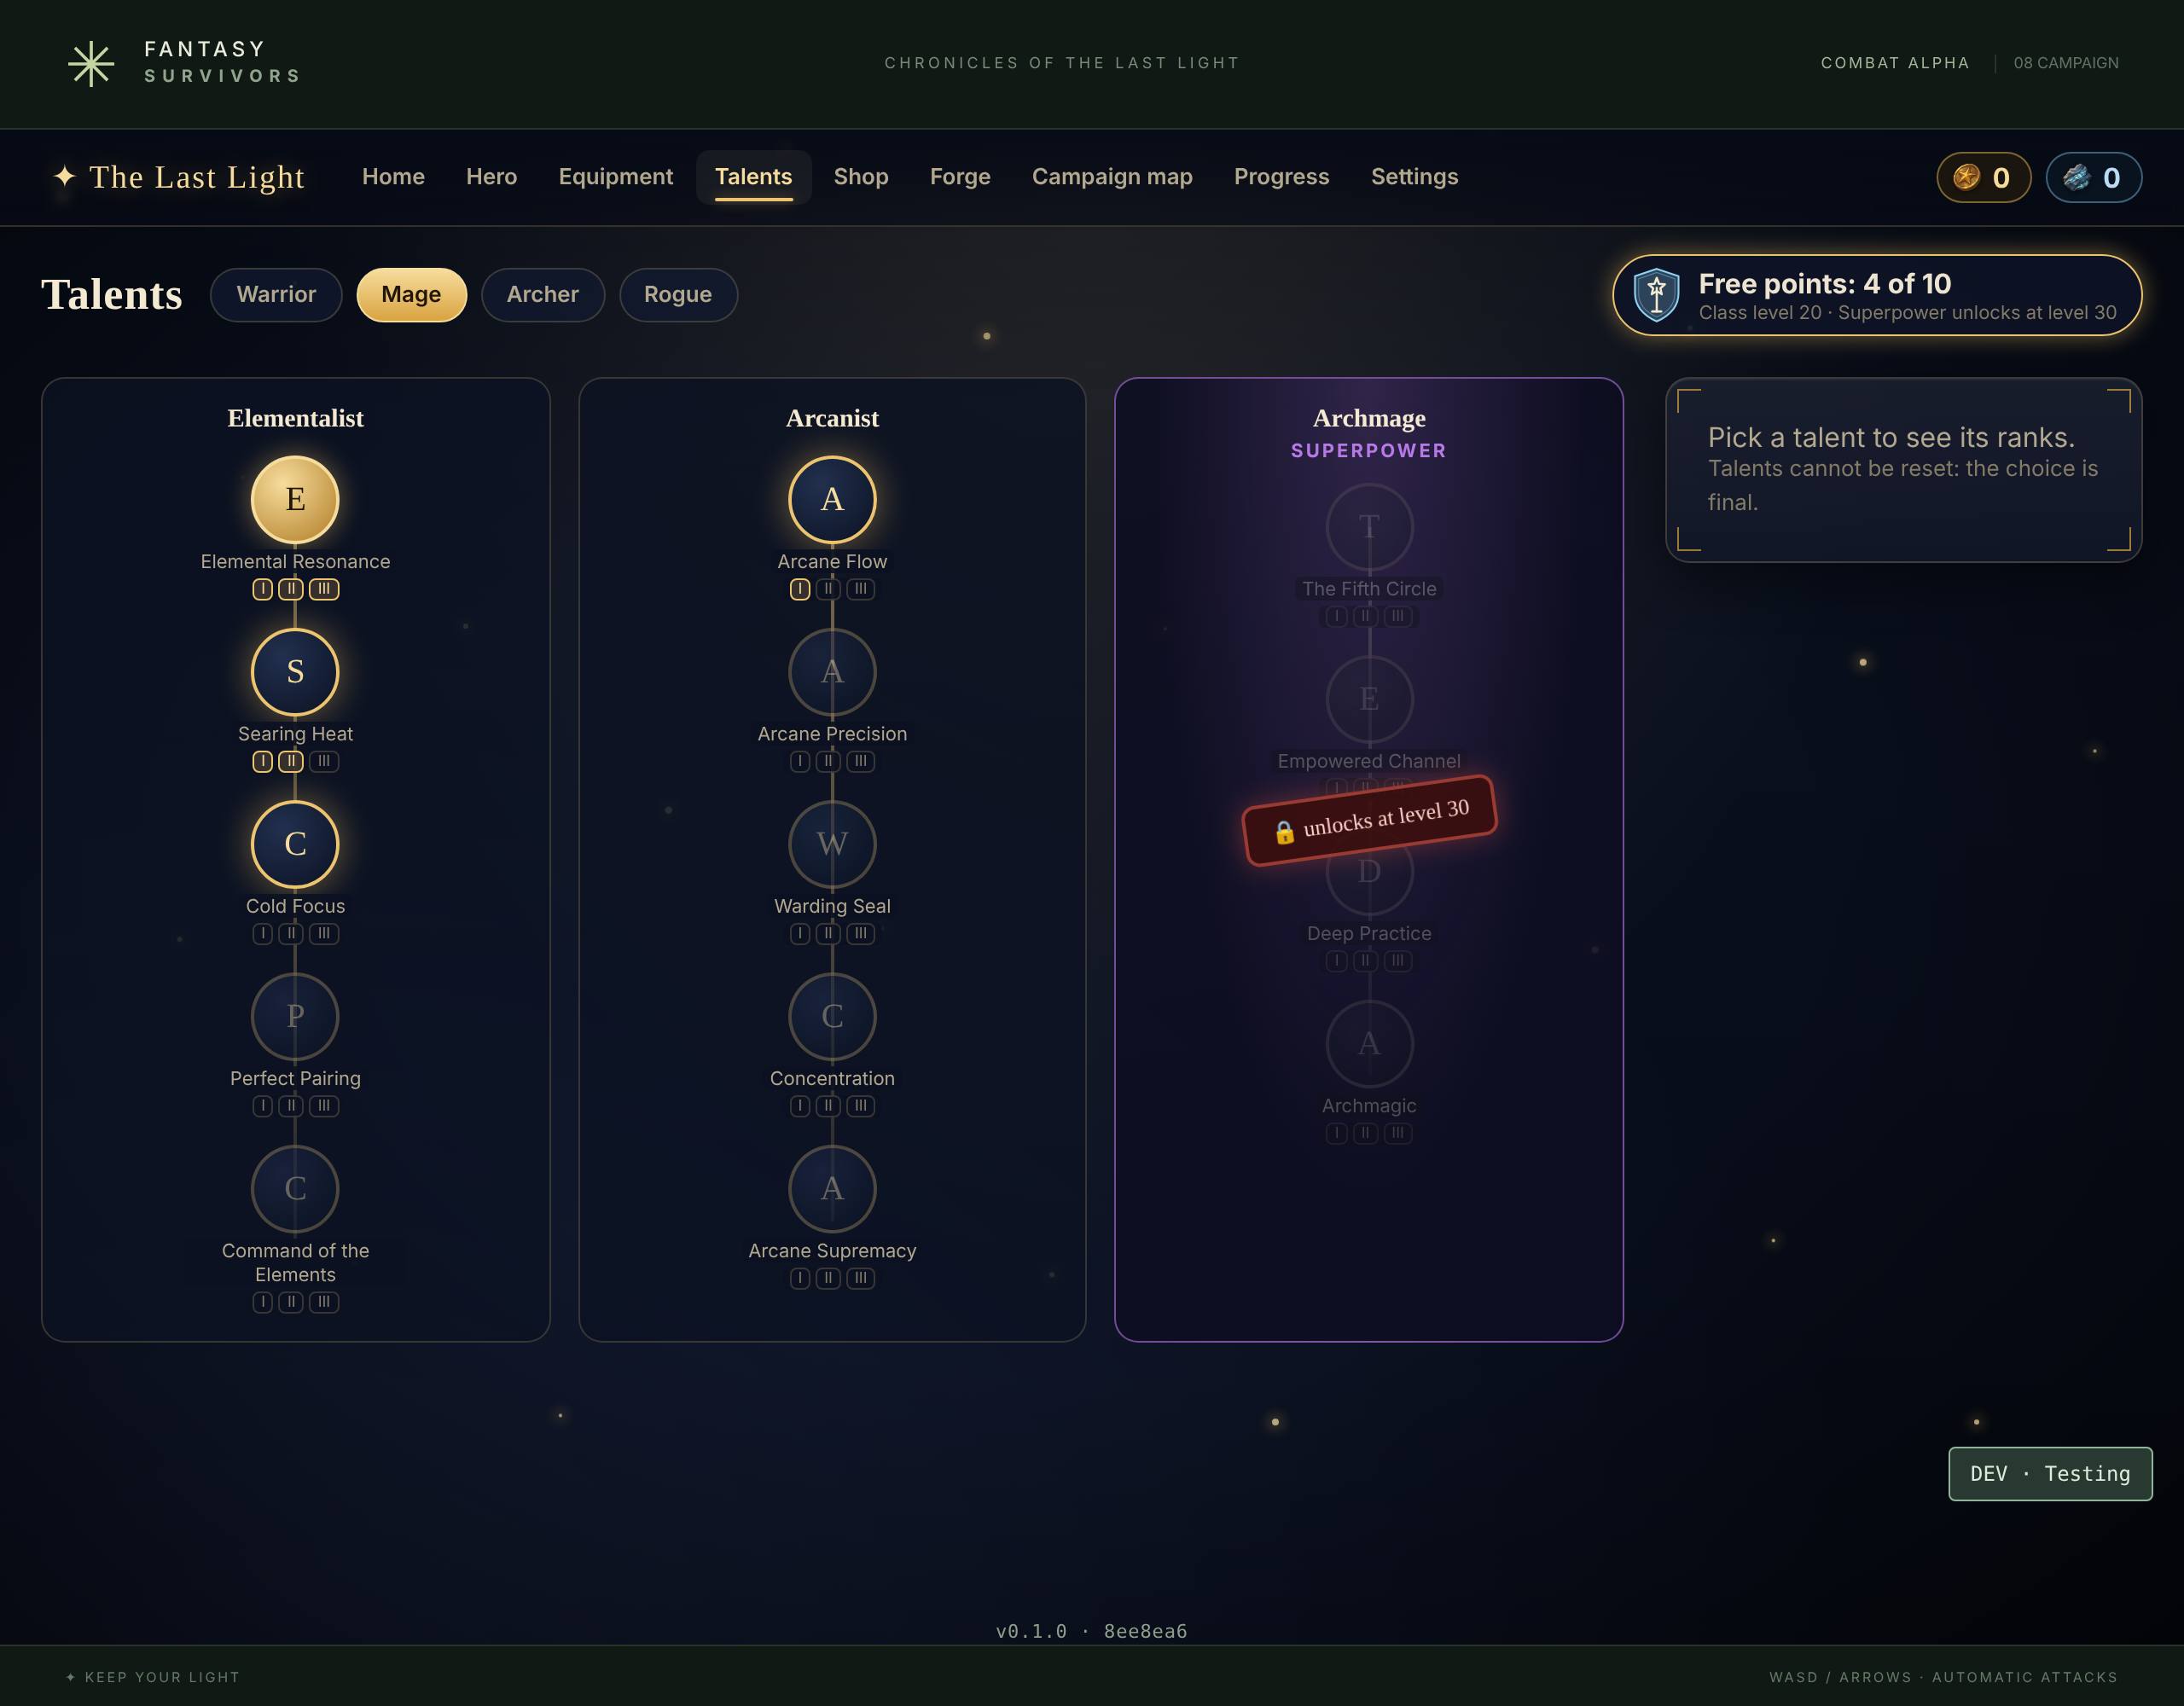 FANTASY
SURVIVORS
CHRONICLES OF THE LAST LIGHT
COMBAT ALPHA
08 CAMPAIGN
✦ The Last Light
Home
Hero
Equipment
Talents
Shop
Forge
Campaign map
Progress
Settings
0
0
Talents
Warrior
Mage
Archer
Rogue
Free points: 4 of 10
Class level 20 · Superpower unlocks at level 30
Elementalist
E
Elemental Resonance
I II III
S
Searing Heat
I II III
C
Cold Focus
I II III
P
Perfect Pairing
I II III
C
Command of the
Elements
I II III
Arcanist
A
Arcane Flow
I II III
A
Arcane Precision
I II III
W
Warding Seal
I II III
C
Concentration
I II III
A
Arcane Supremacy
I II III
Archmage
SUPERPOWER
T
The Fifth Circle
I II III
E
Empowered Channel
I II III
🔒 unlocks at level 30
D
Deep Practice
I II III
A
Archmagic
I II III
Pick a talent to see its ranks.
Talents cannot be reset: the choice is
final.
DEV · Testing
v0.1.0 · 8ee8ea6
✦ KEEP YOUR LIGHT
WASD / ARROWS · AUTOMATIC ATTACKS